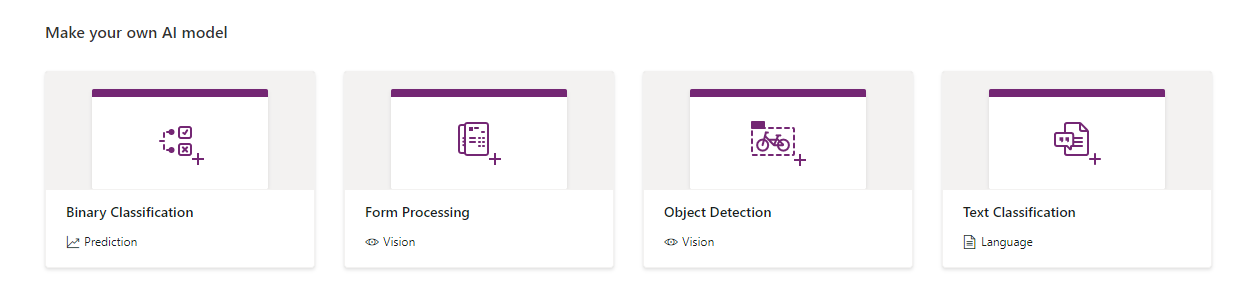 Make your own AI model
Binary Classification
Prediction
Form Processing
Vision
Object Detection
Vision
Text Classification
Language